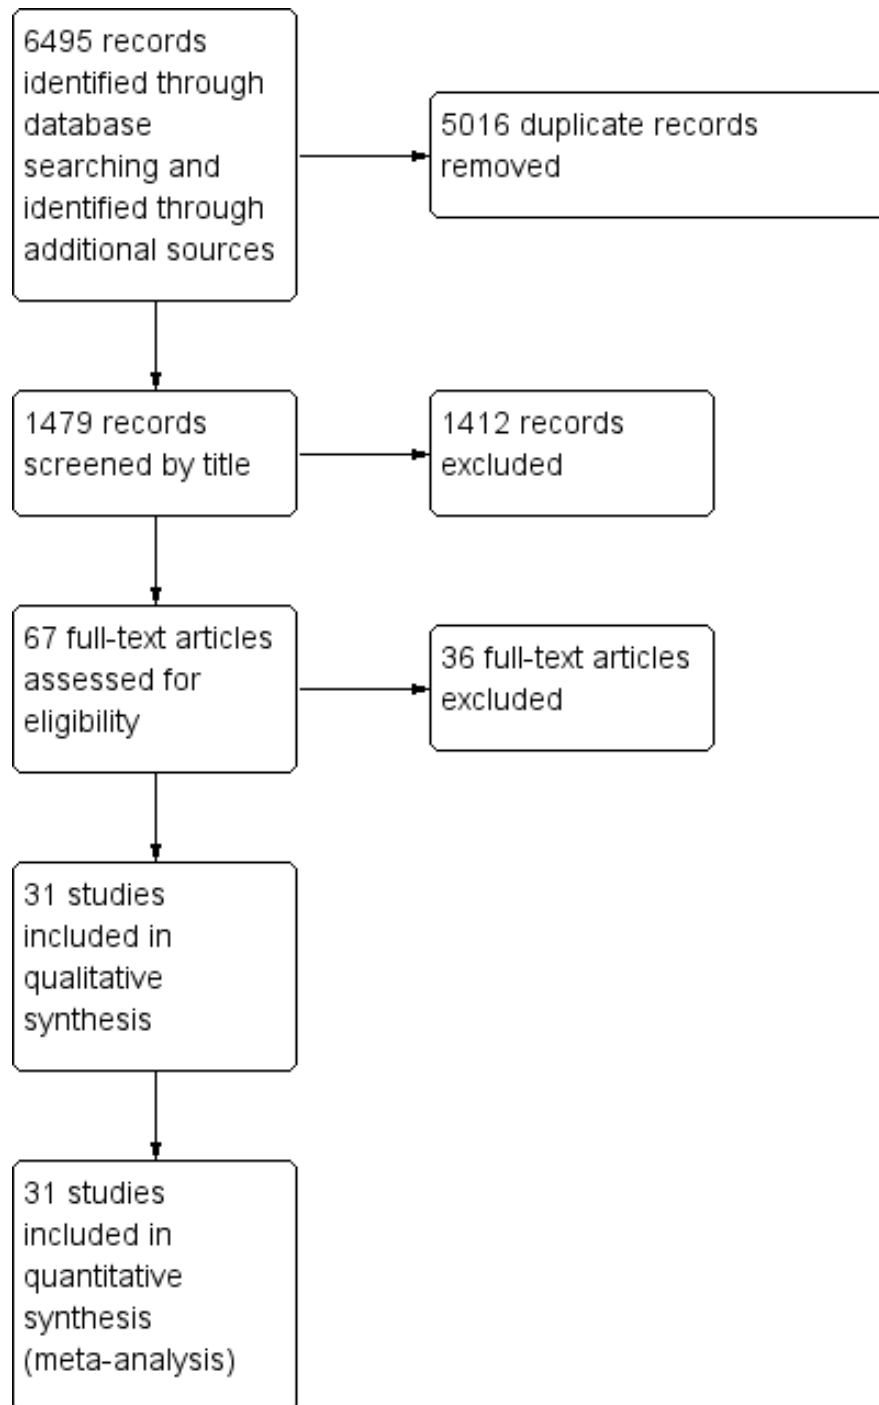 6495 records
identified through
database
searching and
identified through
additional sources
5016 duplicate records
removed
1479 records
screened by title
1412 records
excluded
67 full-text articles
assessed for
eligibility
36 full-text articles
excluded
31 studies
included in
qualitative
synthesis
31 studies
included in
quantitative
synthesis
(meta-analysis)